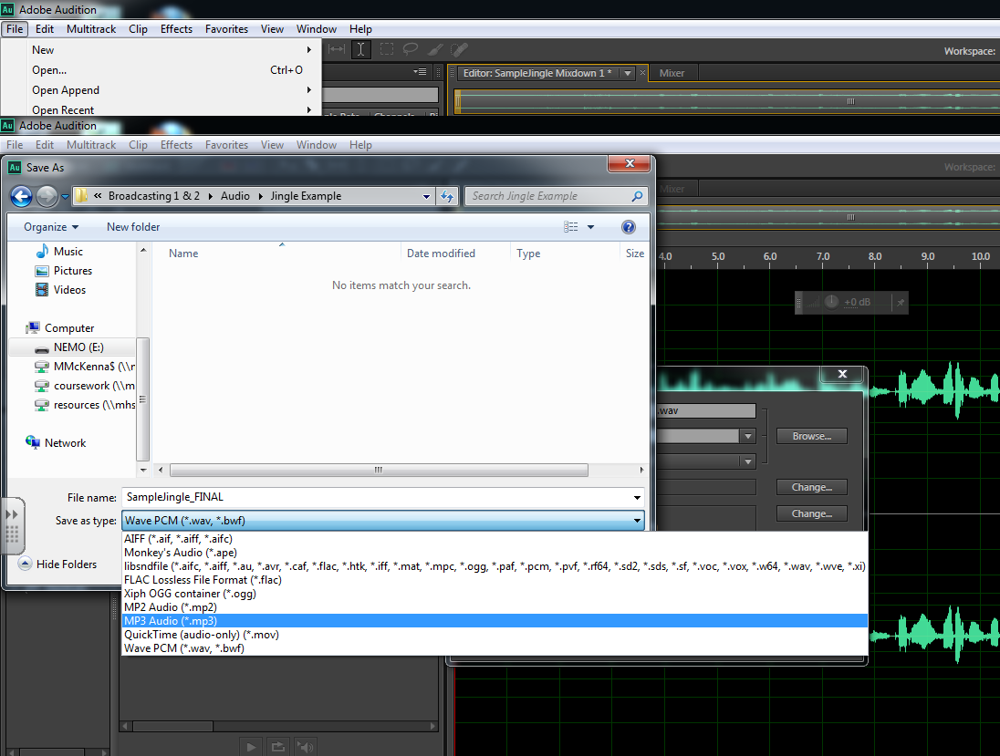 Au Adobe Audition
File Edit Multitrack Clip Effects Favorites View Window Help
New
Workspace:
Open... Ctrl+O
Editor: SampleJingle Mixdown 1 * Mixer
Open Append
Open Recent
Channels
Au Adobe Audition
File Edit Multitrack Clip Effects Favorites View Window Help
Au Save As
Workspace:
« Broadcasting 1 & 2 Audio Jingle Example Search Jingle Example
Mixer
Organize New folder
Music Name Date modified Type Size
4.0 5.0 6.0 7.0 8.0 9.0 10.0
Pictures
No items match your search.
Videos
+0 dB
Computer
NEMO (E:)
MMcKenna$ (\\n
coursework (\\m
resources (\\mhs
.wav
Browse...
Network
Change...
File name: SampleJingle_FINAL
Change...
Save as type: Wave PCM (*.wav, *.bwf)
AIFF (*.aif, *.aiff, *.aifc)
Monkey's Audio (*.ape)
Hide Folders
libsndfile (*.aifc, *.aiff, *.au, *.avr, *.caf, *.flac, *.htk, *.iff, *.mat, *.mpc, *.ogg, *.paf, *.pcm, *.pvf, *.rf64, *.sd2, *.sds, *.sf, *.voc, *.vox, *.w64, *.wav, *.wve, *.xi)
FLAC Lossless File Format (*.flac)
Xiph OGG container (*.ogg)
MP2 Audio (*.mp2)
MP3 Audio (*.mp3)
QuickTime (audio-only) (*.mov)
Wave PCM (*.wav, *.bwf)